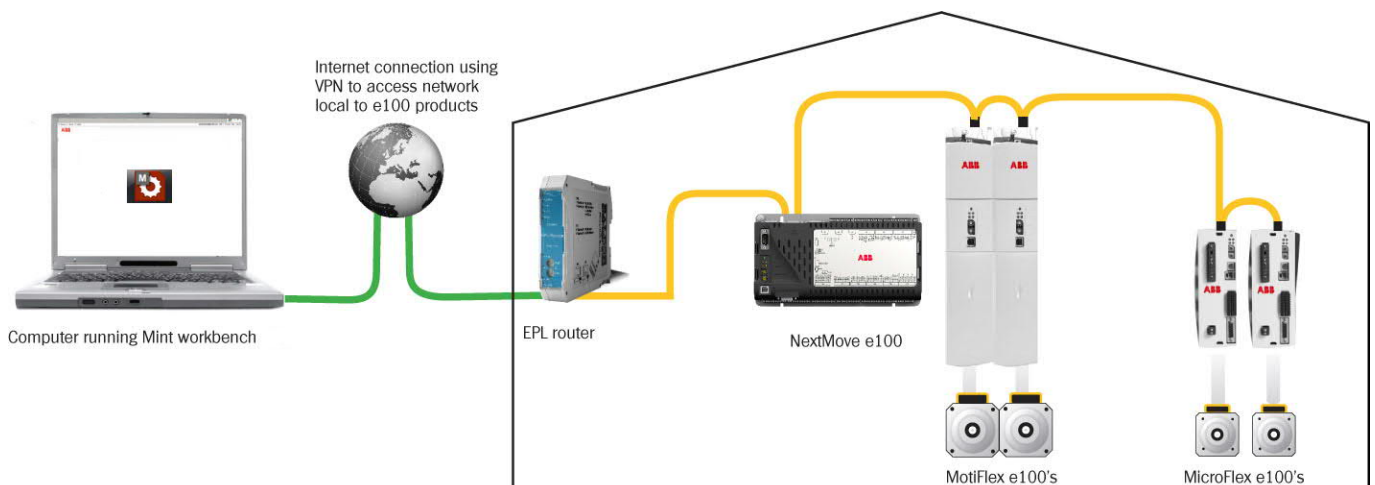 Internet connection using
VPN to access network
local to e100 products
ABB
M
Computer running Mint workbench
EPL router
ABB
NextMove e100
ABB
ABB
MotiFlex e100's
ABB
ABB
MicroFlex e100's